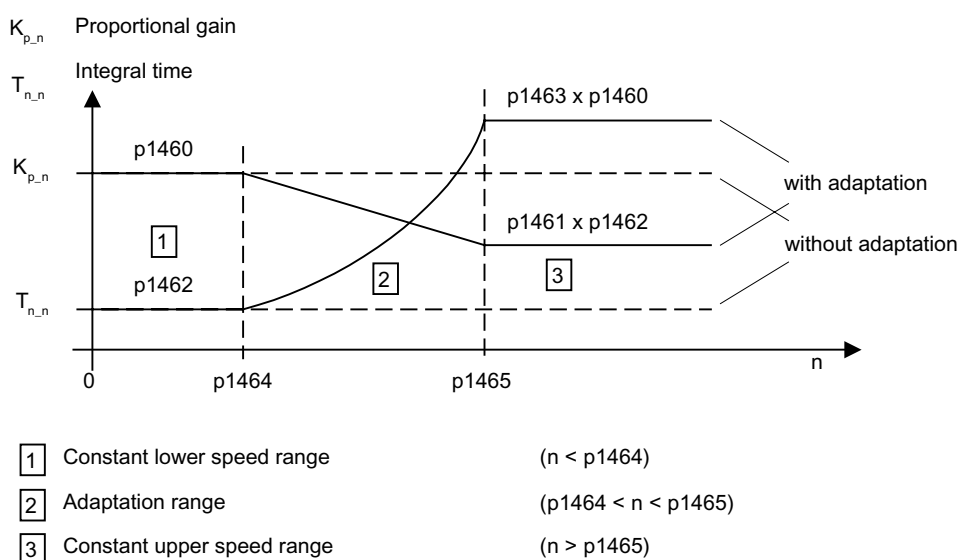 K_p_n Proportional gain
T_n_n Integral time
p1463 x p1460
p1460
K_p_n
with adaptation
p1461 x p1462
without adaptation
1
2
3
p1462
T_n_n
0 p1464 p1465 n
1 Constant lower speed range (n < p1464)
2 Adaptation range (p1464 < n < p1465)
3 Constant upper speed range (n > p1465)